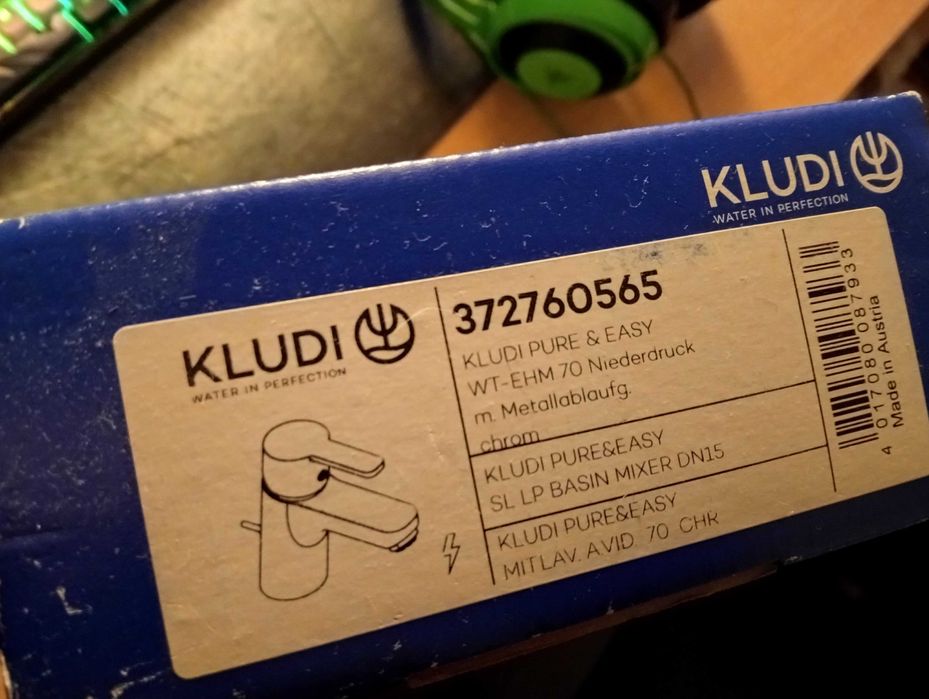 KLUDI
WATER IN PERFECTION
KLUDI
WATER IN PERFECTION
372760565
KLUDI PURE & EASY
WT-EHM 70 Niederdruck
m. Metallablaufg.
chrom
KLUDI PURE&EASY
SL LP BASIN MIXER DN15
KLUDI PURE&EASY
MITLAV. A.VID. 70 CHR
4 017080 087933
Made in Austria